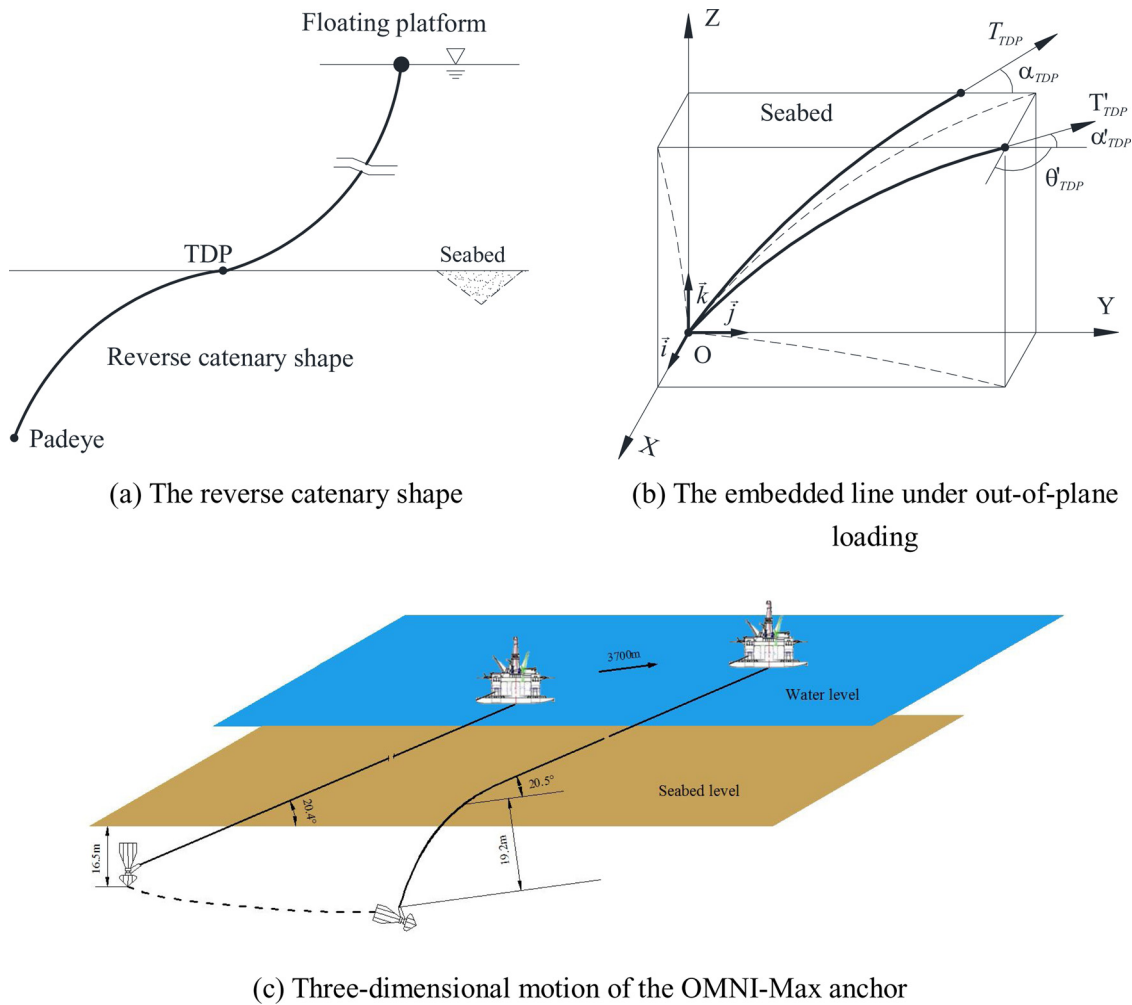 Floating platform
TDP
Seabed
Reverse catenary shape
Padeye
(a) The reverse catenary shape
Z
T_TDP
α_TDP
Seabed
T'_TDP
α'_TDP
θ'_TDP
k⃗
j⃗
Y
i⃗
O
X
(b) The embedded line under out-of-plane
loading
3700m
Water level
20.5°
Seabed level
20.4°
16.5m
19.2m
(c) Three-dimensional motion of the OMNI-Max anchor